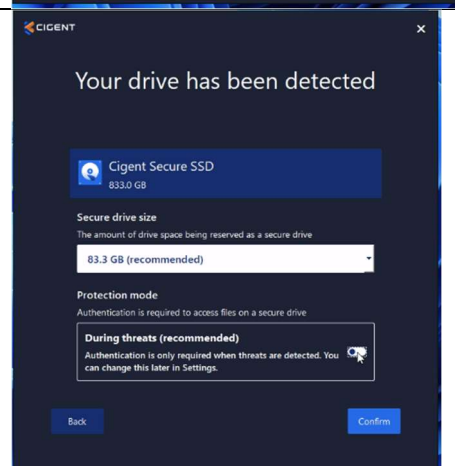 CIGENT
Your drive has been detected
Cigent Secure SSD
833.0 GB
Secure drive size
The amount of drive space being reserved as a secure drive
83.3 GB (recommended)
Protection mode
Authentication is required to access files on a secure drive
During threats (recommended)
Authentication is only required when threats are detected. You
can change this later in Settings.
Back
Confirm